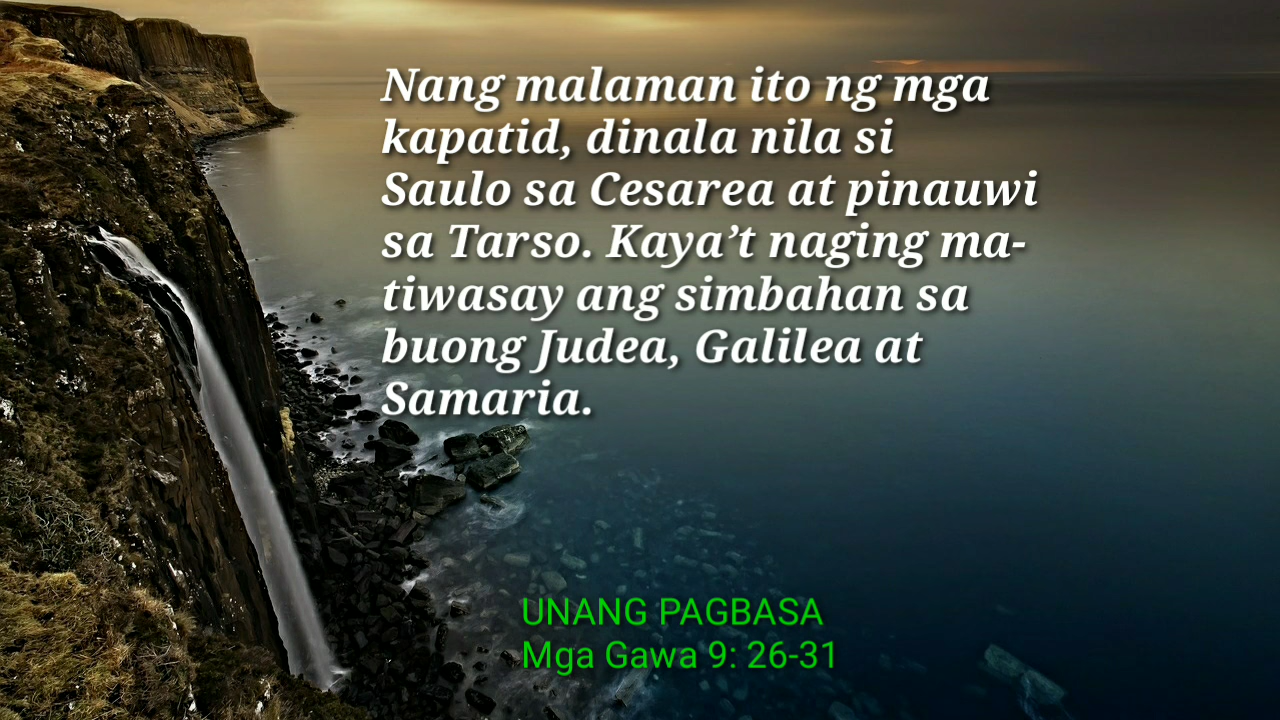 Nang malaman ito ng mga
kapatid, dinala nila si
Saulo sa Cesarea at pinauwi
sa Tarso. Kaya’t naging ma-
tiwasay ang simbahan sa
buong Judea, Galilea at
Samaria.
UNANG PAGBASA
Mga Gawa 9: 26-31